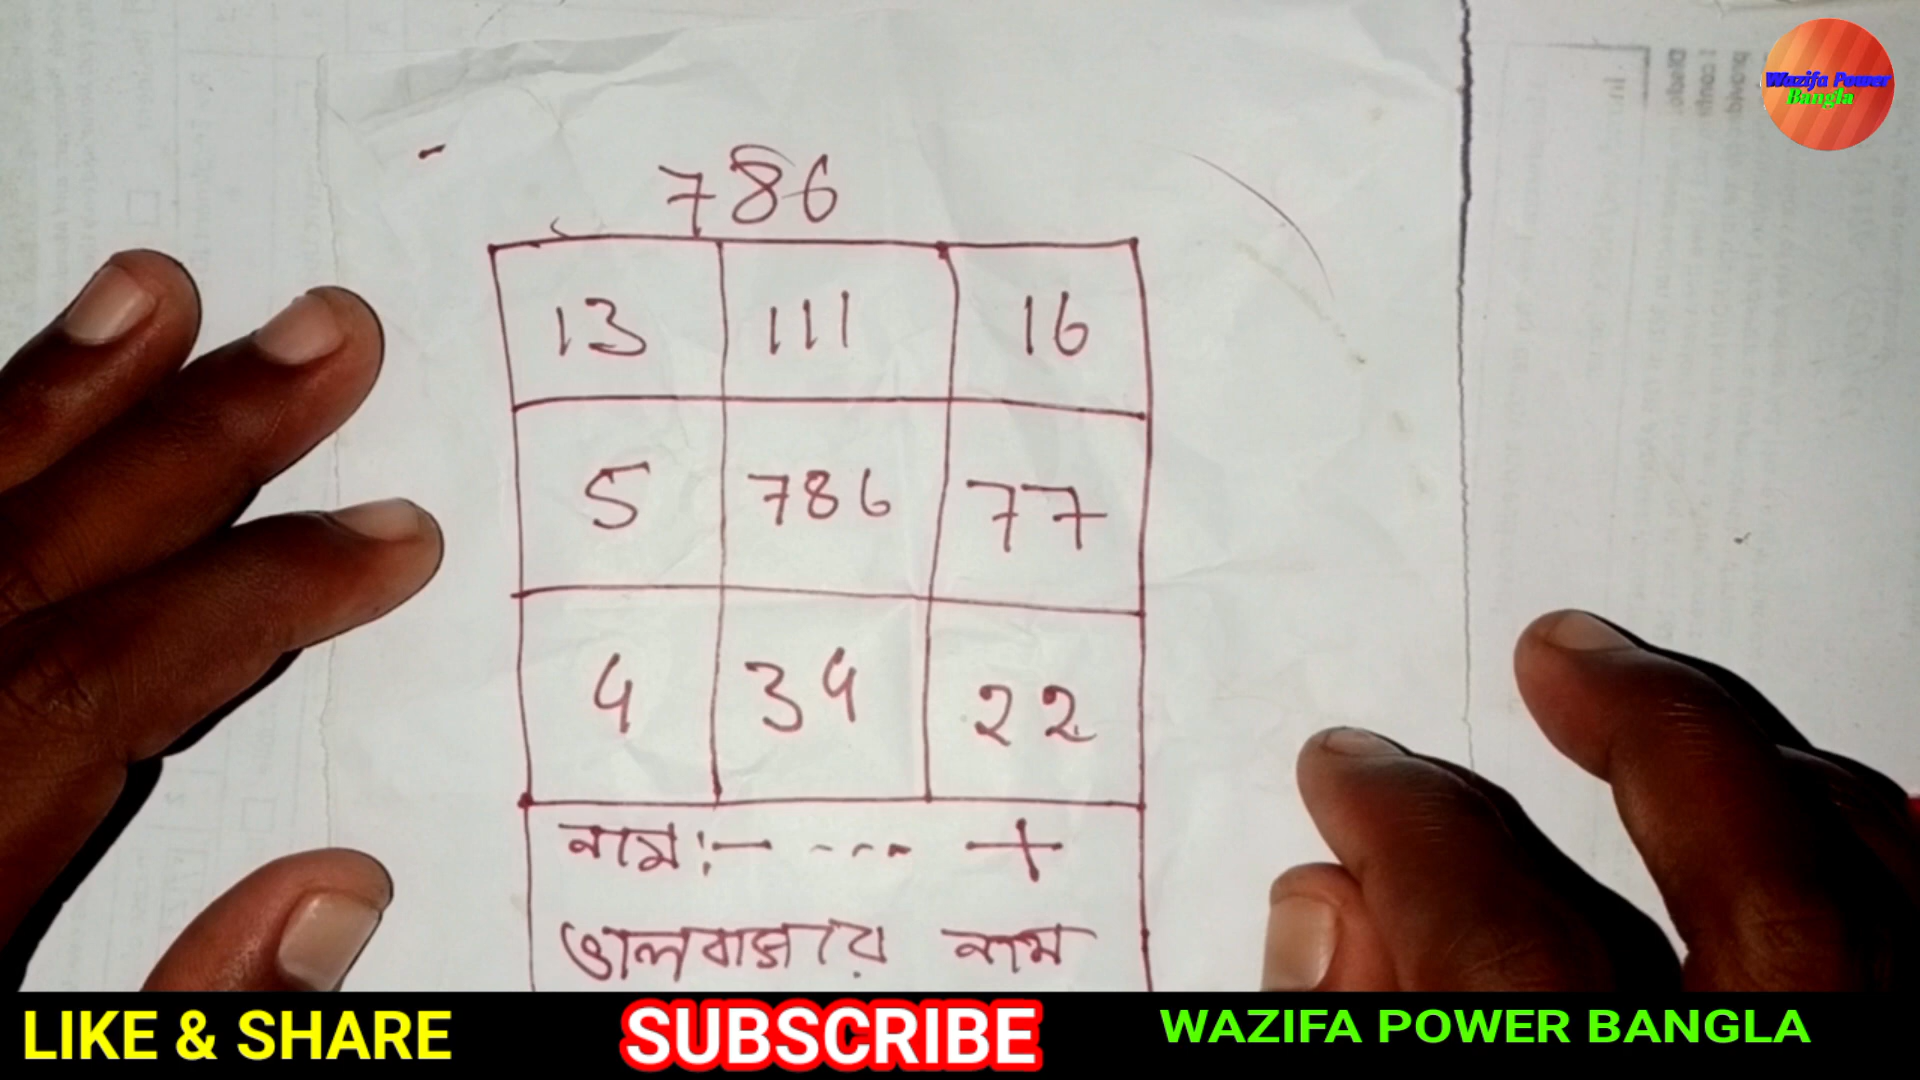 Wazifa Power
Bangla
786
13 111 16
5 786 77
4 34 22
নাম :— --- +
ভালবাসার নাম
LIKE & SHARE SUBSCRIBE WAZIFA POWER BANGLA